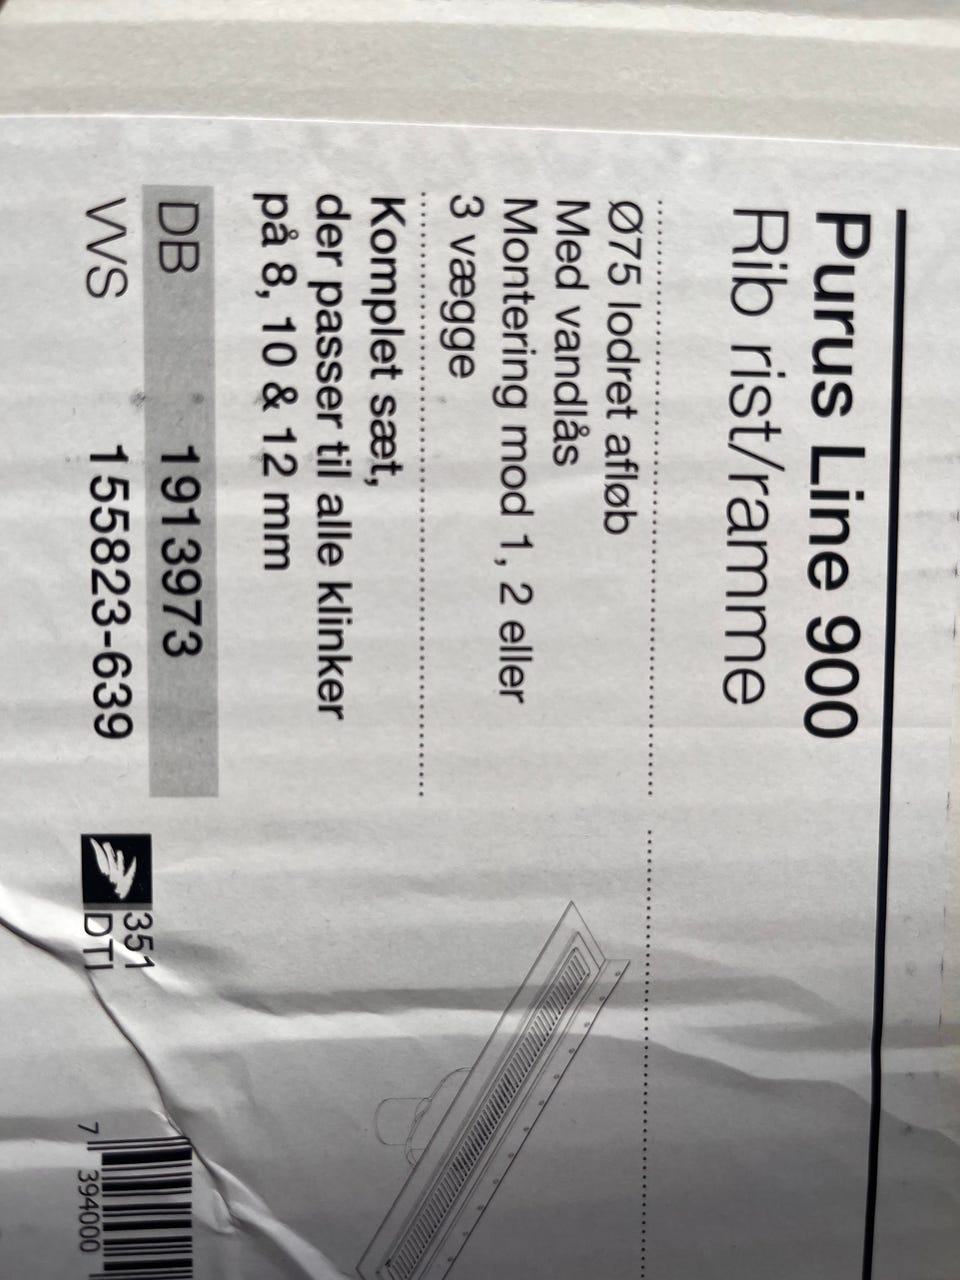 Purus Line 900
Rib rist/ramme
Ø75 lodret afløb
Med vandlås
Montering mod 1, 2 eller
3 vægge
Komplet sæt,
der passer til alle klinker
på 8, 10 & 12 mm
DB 1913973
VVS 155823-639
351
DTI
7 394000